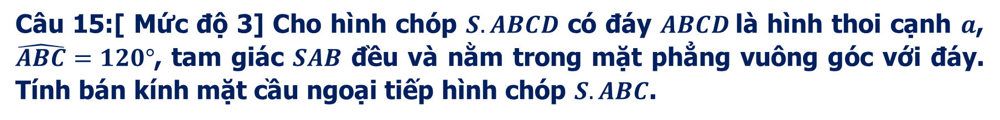 Câu 15:[ Mức độ 3] Cho hình chóp S.ABCD có đáy ABCD là hình thoi cạnh a,
\widehat{ABC} = 120°, tam giác SAB đều và nằm trong mặt phẳng vuông góc với đáy.
Tính bán kính mặt cầu ngoại tiếp hình chóp S.ABC.